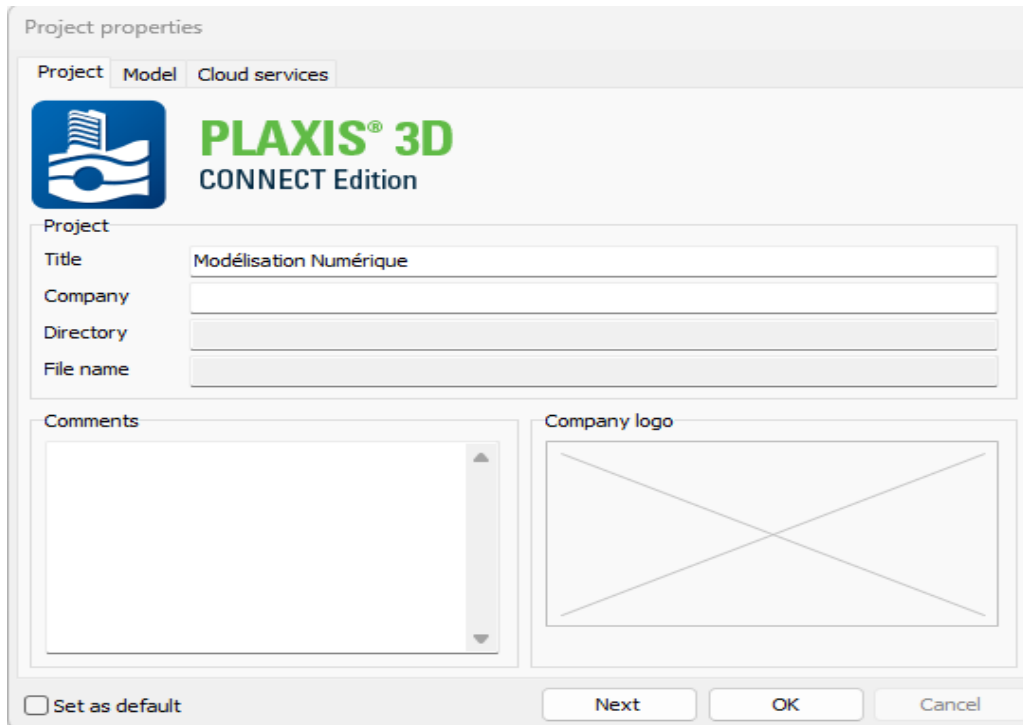 Project properties
Project Model Cloud services
PLAXIS® 3D
CONNECT Edition
Project
Title Modélisation Numérique
Company
Directory
File name
Comments Company logo
Set as default Next OK Cancel